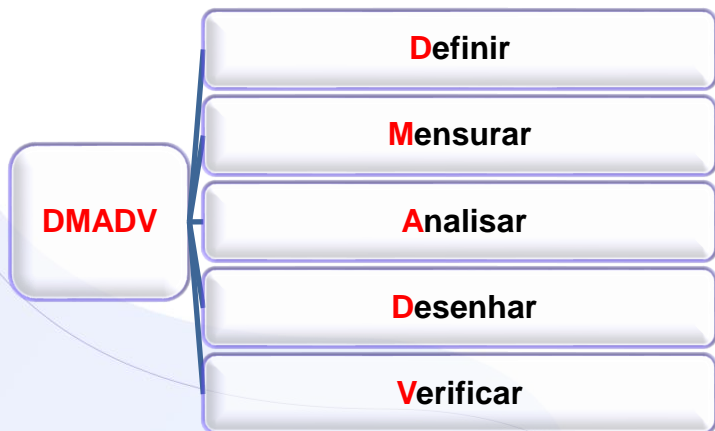 Definir
Mensurar
DMADV
Analisar
Desenhar
Verificar